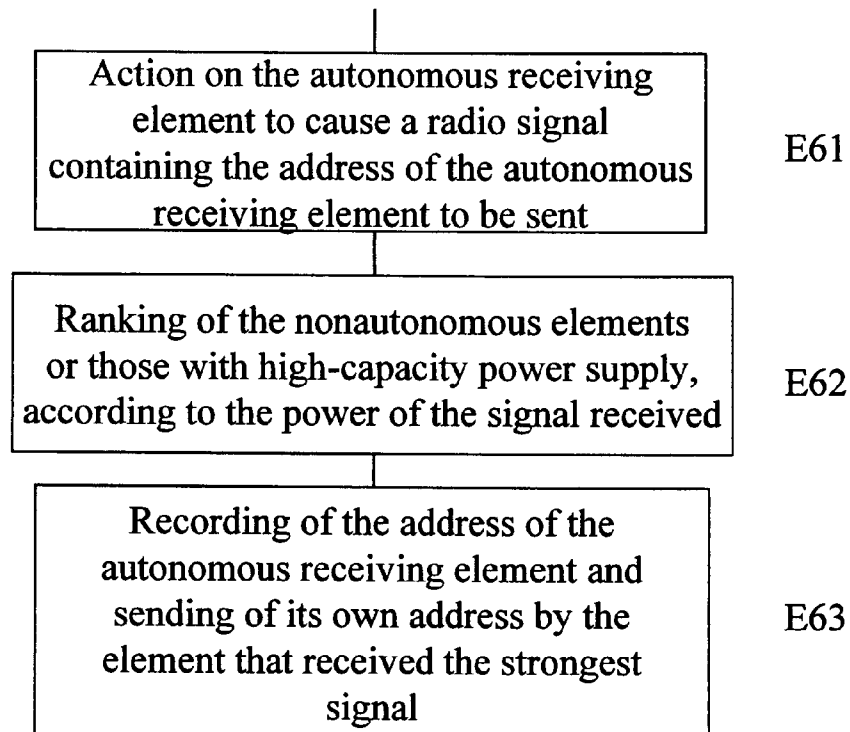 Action on the autonomous receiving
element to cause a radio signal
containing the address of the autonomous
receiving element to be sent
E61
Ranking of the nonautonomous elements
or those with high-capacity power supply,
according to the power of the signal received
E62
Recording of the address of the
autonomous receiving element and
sending of its own address by the
element that received the strongest
signal
E63